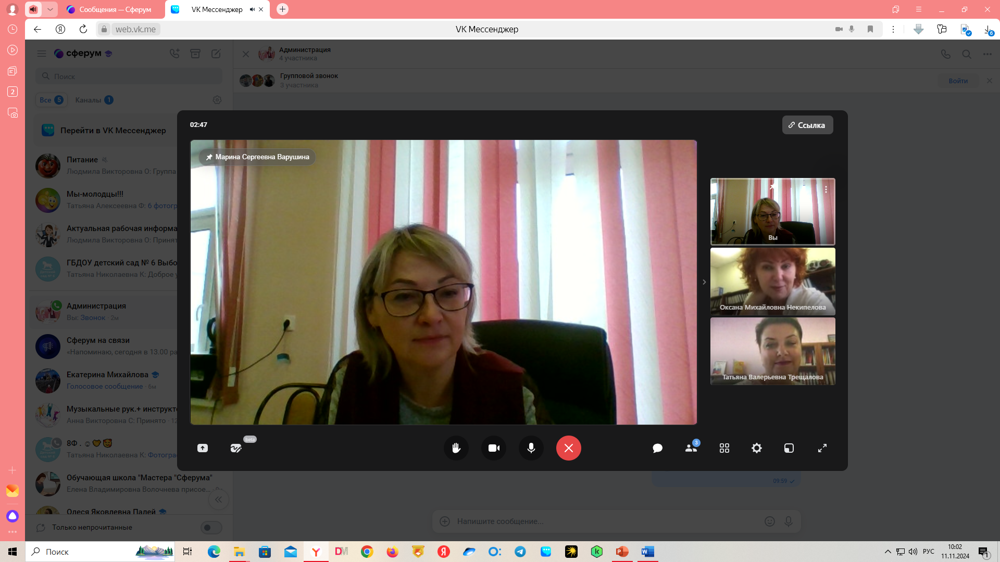 Сообщения — Сферум
VK Мессенджер
web.vk.me
VK Мессенджер
6
2
сферум
Поиск
Все 5
Каналы 1
Перейти в VK Мессенджер
Питание
Людмила Викторовна О: Группа
Мы-молодцы!!!
Татьяна Алексеевна Ф: 6 фотогр
Актуальная рабочая информа
Людмила Викторовна О: Принят
ГБДОУ детский сад № 6 Выбо
Татьяна Николаевна К: Доброе у
Администрация
Вы: Звонок · 2м
Сферум на связи
«Напоминаю, сегодня в 13.00 ра
Екатерина Михайлова
Голосовое сообщение · 6м
Музыкальные рук.+ инструкт
Анна Викторовна С: Принято · 12
8Ф .
Татьяна Николаевна К: Фотогра
Обучающая школа "Мастера "Сферума"
Елена Владимировна Волочнева присое...
Олеся Яковлевна Палей
Только непрочитанные
Администрация
4 участника
Групповой звонок
3 участника
Войти
02:47
Ссылка
Марина Сергеевна Варушина
Вы
Оксана Михайловна Некипелова
Татьяна Валерьевна Трещалова
beta
3
09:59
Напишите сообщение...
Поиск
DM
РУС
10:02
11.11.2024
1